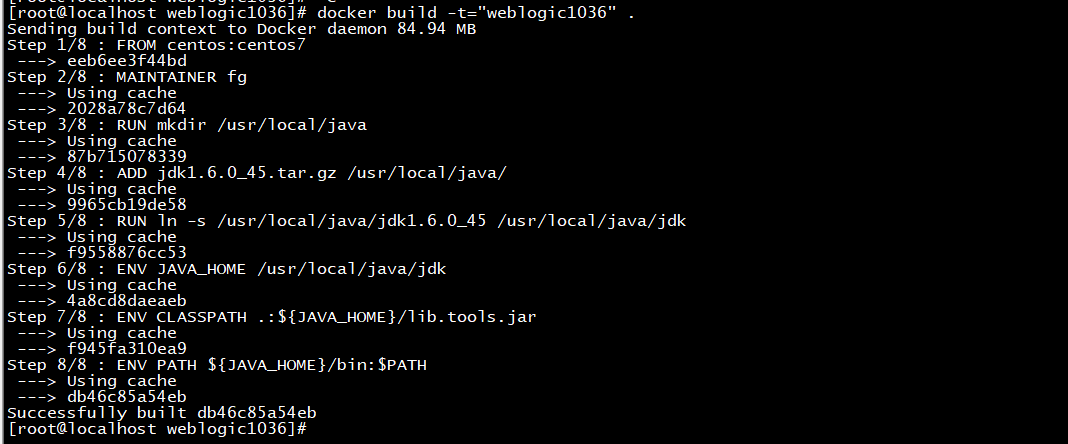 [root@localhost weblogic1036]# docker build -t="weblogic1036" .
Sending build context to Docker daemon 84.94 MB
Step 1/8 : FROM centos:centos7
 ---> eeb6ee3f44bd
Step 2/8 : MAINTAINER fg
 ---> Using cache
 ---> 2028a78c7d64
Step 3/8 : RUN mkdir /usr/local/java
 ---> Using cache
 ---> 87b715078339
Step 4/8 : ADD jdk1.6.0_45.tar.gz /usr/local/java/
 ---> Using cache
 ---> 9965cb19de58
Step 5/8 : RUN ln -s /usr/local/java/jdk1.6.0_45 /usr/local/java/jdk
 ---> Using cache
 ---> f9558876cc53
Step 6/8 : ENV JAVA_HOME /usr/local/java/jdk
 ---> Using cache
 ---> 4a8cd8daeaeb
Step 7/8 : ENV CLASSPATH .:${JAVA_HOME}/lib.tools.jar
 ---> Using cache
 ---> f945fa310ea9
Step 8/8 : ENV PATH ${JAVA_HOME}/bin:$PATH
 ---> Using cache
 ---> db46c85a54eb
Successfully built db46c85a54eb
[root@localhost weblogic1036]#